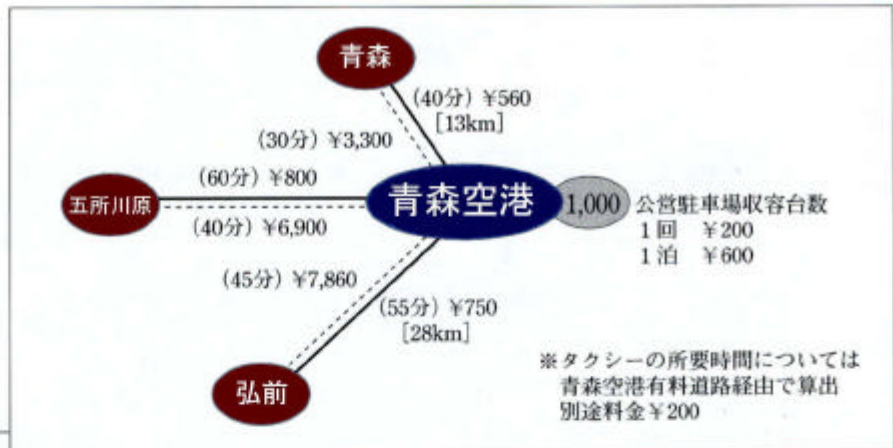 青森
(40分) ¥560
[13km]
(30分) ¥3,300
(60分) ¥800
五所川原
青森空港
1,000
公営駐車場収容台数
1回 ¥200
1泊 ¥600
(40分) ¥6,900
(45分) ¥7,860
(55分) ¥750
[28km]
弘前
※タクシーの所要時間については
青森空港有料道路経由で算出
別途料金¥200